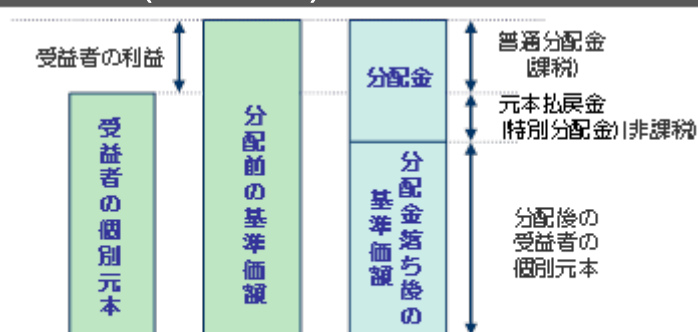 受益者の利益
受益者の個別元本
分配前の基準価額
分配金
分配金落ち後の
基準価額
普通分配金
(課税)
元本払戻金
(特別分配金)(非課税)
分配後の
受益者の
個別元本